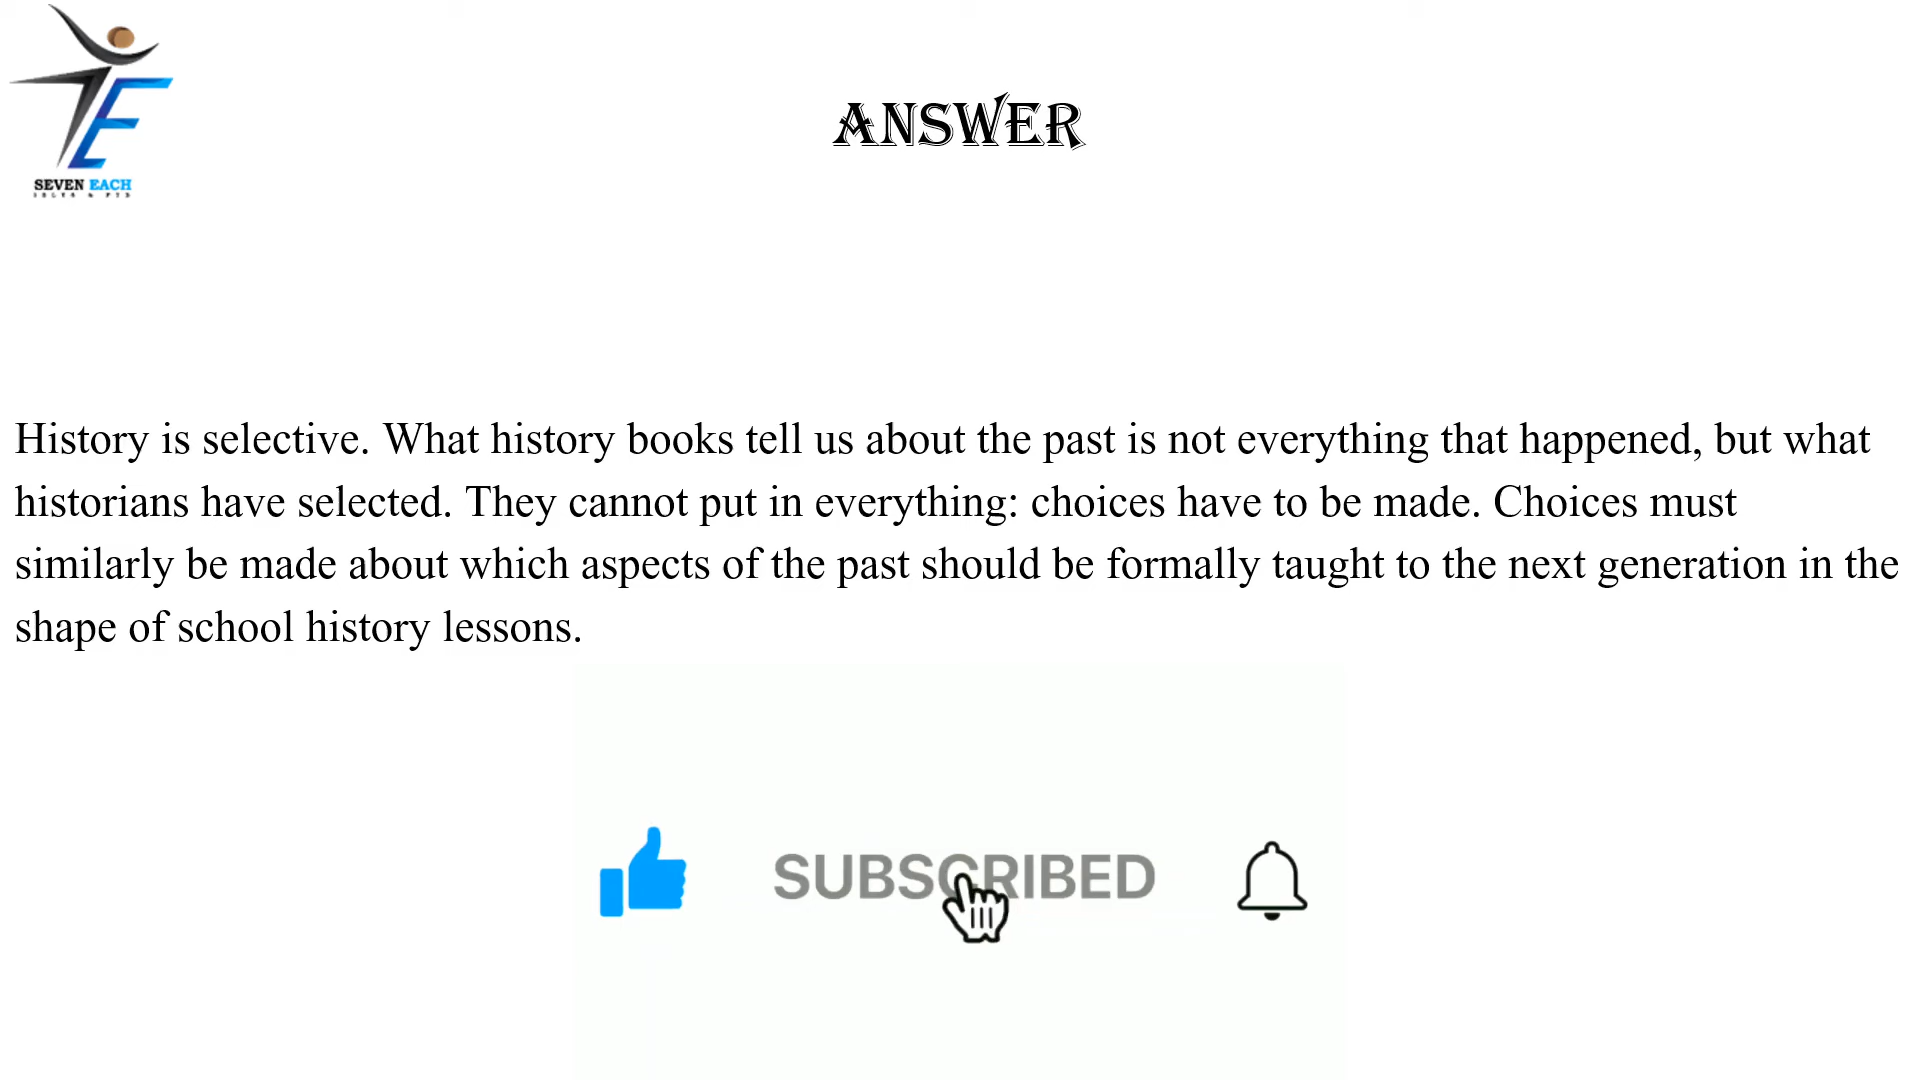 SEVEN EACH
IELTS & PTE
ANSWER
History is selective. What history books tell us about the past is not everything that happened, but what
historians have selected. They cannot put in everything: choices have to be made. Choices must
similarly be made about which aspects of the past should be formally taught to the next generation in the
shape of school history lessons.
SUBSCRIBED